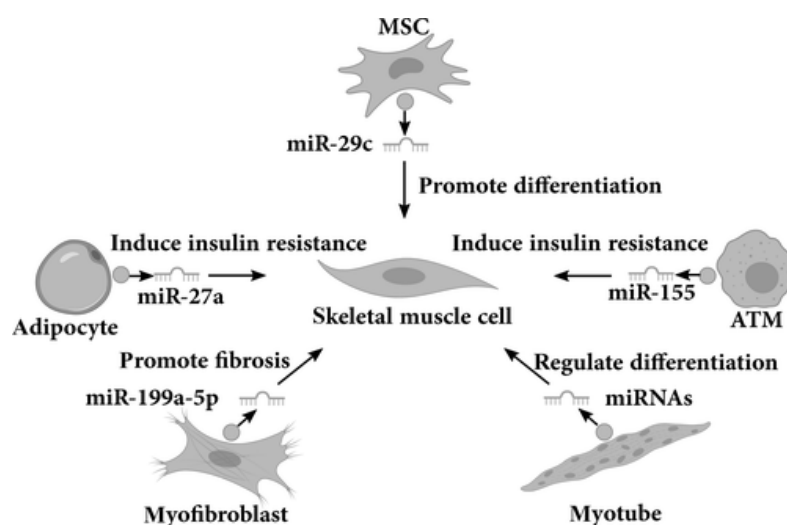 MSC
miR-29c
Promote differentiation
Induce insulin resistance
miR-27a
Adipocyte
Induce insulin resistance
miR-155
ATM
Skeletal muscle cell
Promote fibrosis
miR-199a-5p
Myofibroblast
Regulate differentiation
miRNAs
Myotube